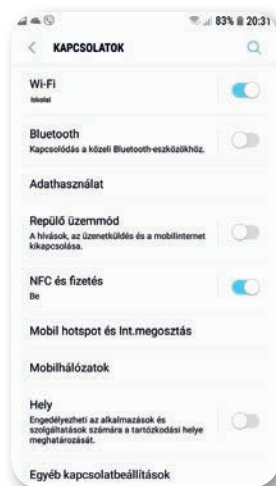 83% 20:31
KAPCSOLATOK
Wi-Fi
Iskolai
Bluetooth
Kapcsolódás a közeli Bluetooth-eszközökhöz.
Adathasználat
Repülő üzemmód
A hívások, az üzenetküldés és a mobilinternet
kikapcsolása.
NFC és fizetés
Be
Mobil hotspot és Int.megosztás
Mobilhálózatok
Hely
Engedélyezheti az alkalmazások és
szolgáltatások számára a tartózkodási helye
meghatározását.
Egyéb kapcsolatbeállítások